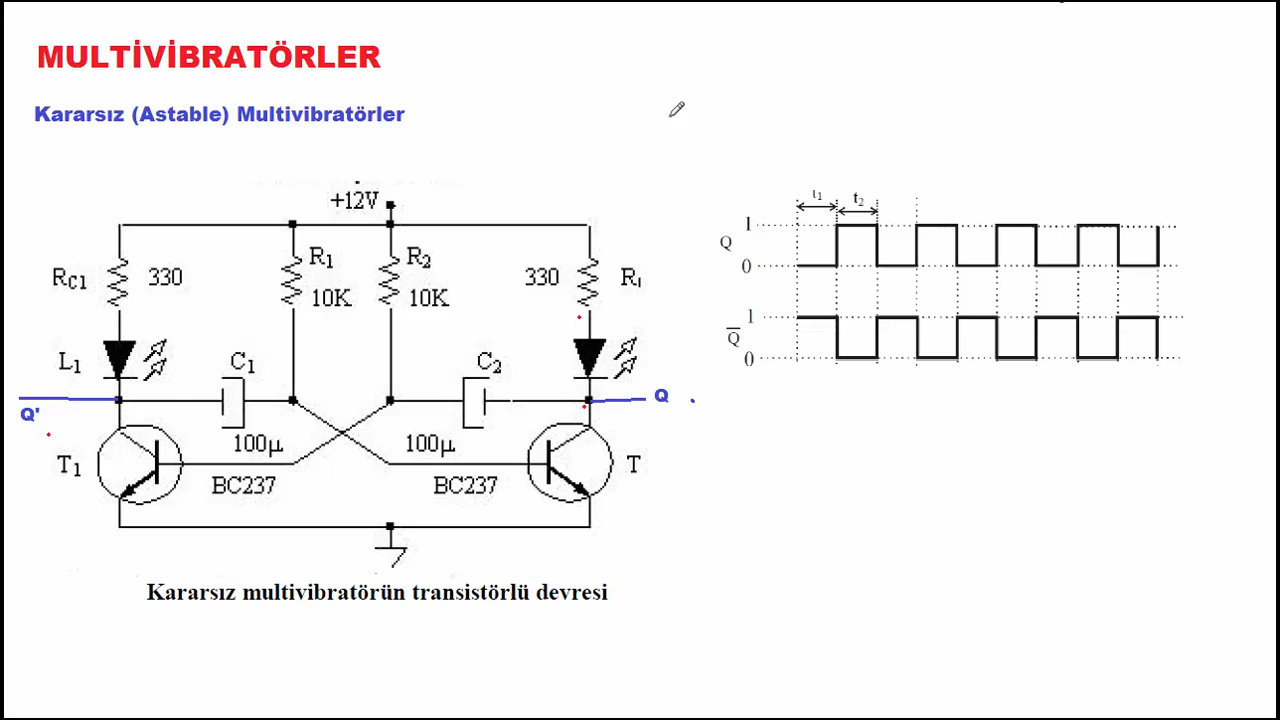 MULTİVİBRATÖRLER
Kararsız (Astable) Multivibratörler
+12V
RC1 330
R1
10K
R2
10K
330
L1
C1
C2
100µ
100µ
Q'
Q
T1
BC237
BC237
T
Kararsız multivibratörün transistörlü devresi
t1 t2
Q
1
0
Q̅
1
0